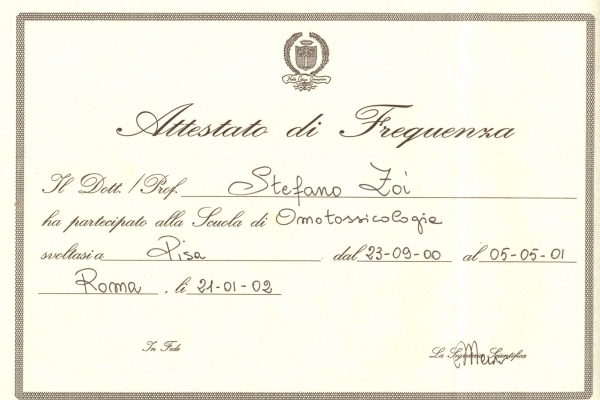 Attestato di Frequenza
Il Dott./Prof. Stefano Zoi
ha partecipato alla Scuola di Omotossicologia
svoltasi a Pisa dal 23-09-00 al 05-05-01
Roma, lì 21-01-02
In Fede
La Segreteria Scientifica